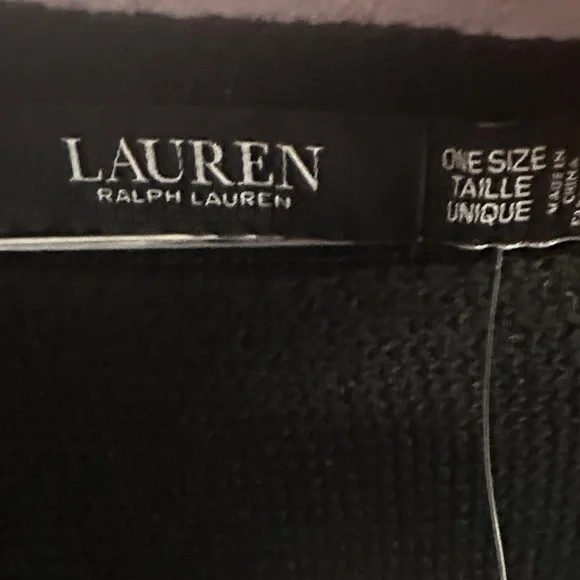 LAUREN
RALPH LAUREN
ONE SIZE
TAILLE
UNIQUE
MADE IN
CHINA